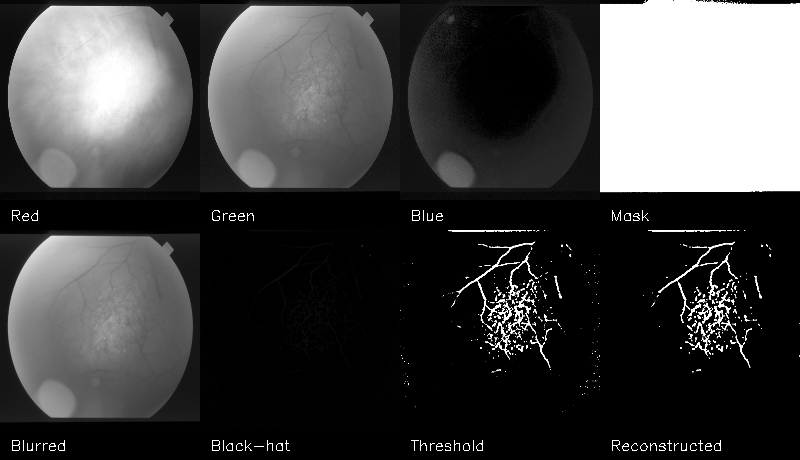 Red
Green
Blue
Mask
Blurred
Black-hat
Threshold
Reconstructed